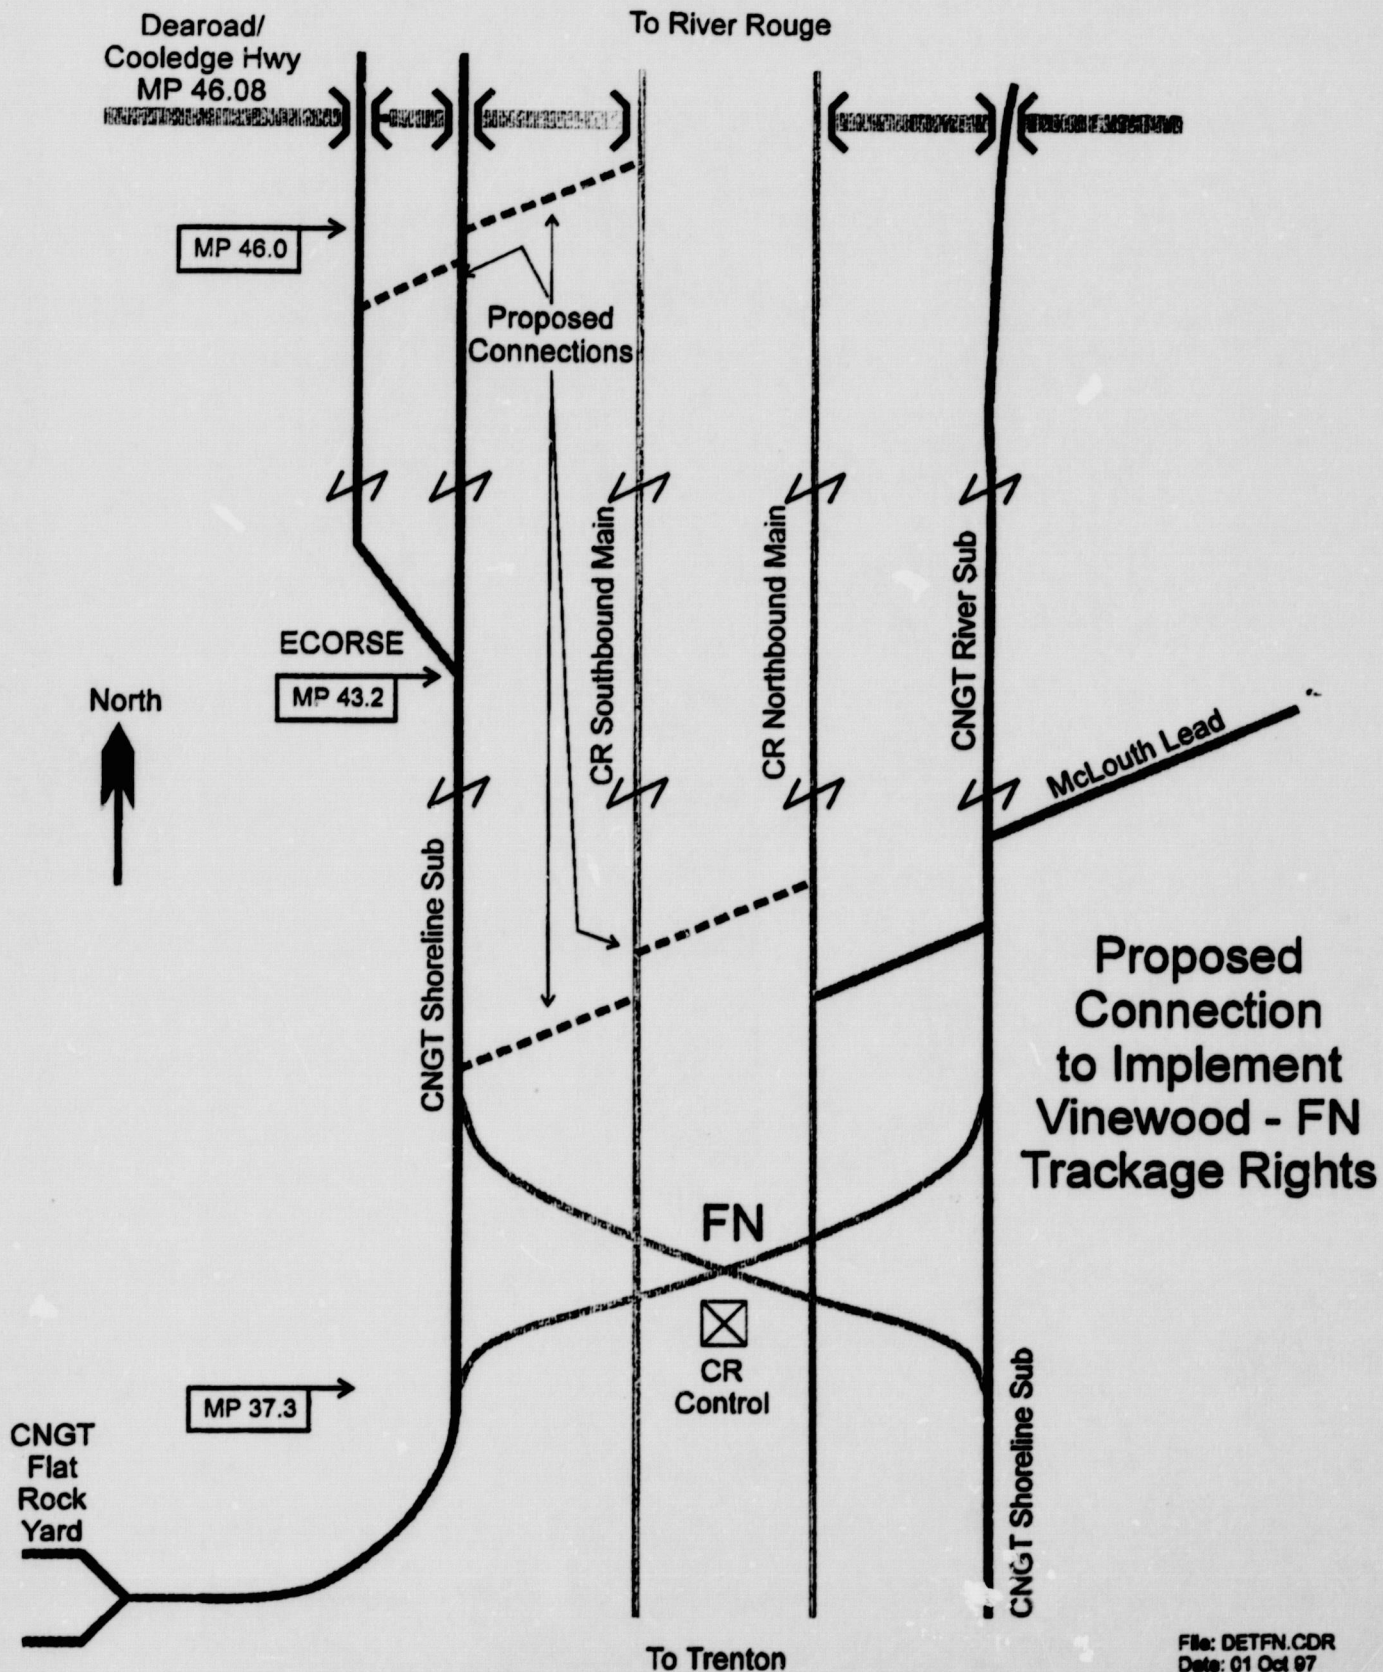 Dearoad/
Cooledge Hwy
MP 46.08
To River Rouge
MP 46.0
Proposed
Connections
CR Southbound Main
CR Northbound Main
CNGT River Sub
ECORSE
MP 43.2
North
McLouth Lead
CNGT Shoreline Sub
Proposed
Connection
to Implement
Vinewood - FN
Trackage Rights
FN
CR
Control
MP 37.3
CNGT
Flat
Rock
Yard
CNGT Shoreline Sub
To Trenton
File: DETFN.CDR
Date: 01 Oct 97